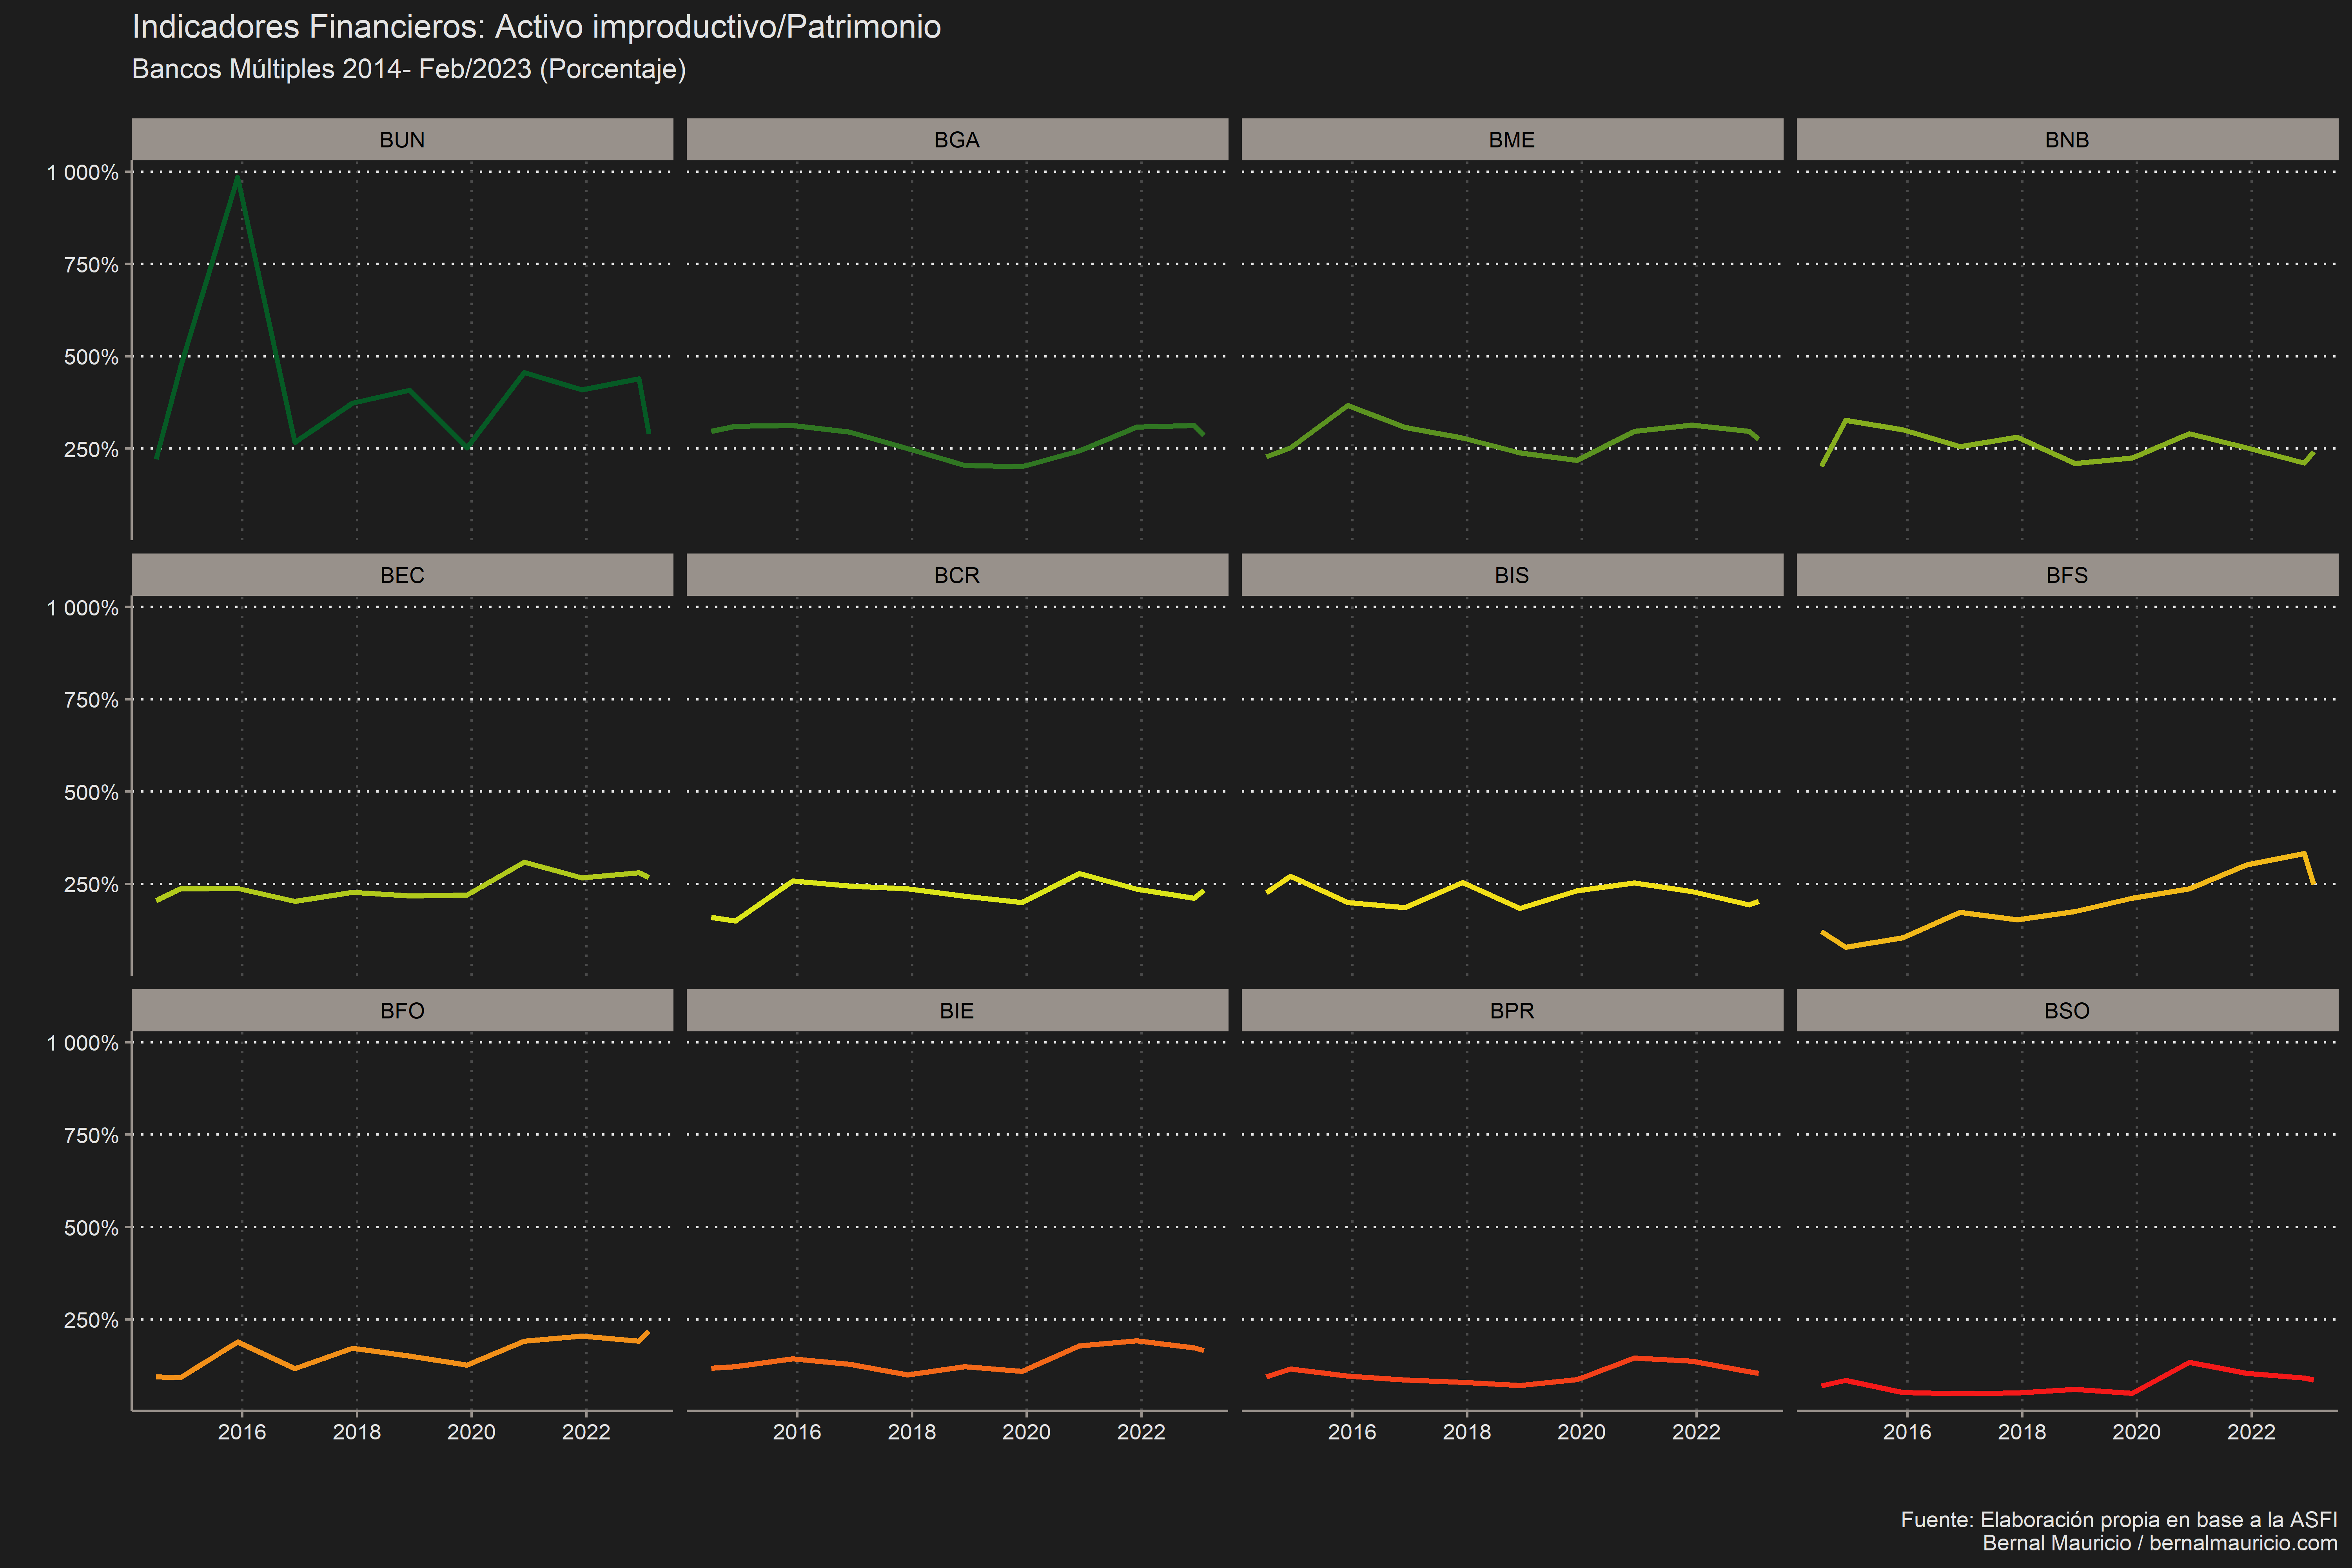 Indicadores Financieros: Activo improductivo/Patrimonio
Bancos Múltiples 2014- Feb/2023 (Porcentaje)
BUN BGA BME BNB
1 000%
750%
500%
250%
BEC BCR BIS BFS
1 000%
750%
500%
250%
BFO BIE BPR BSO
1 000%
750%
500%
250%
2016 2018 2020 2022 2016 2018 2020 2022 2016 2018 2020 2022 2016 2018 2020 2022
Fuente: Elaboración propia en base a la ASFI
Bernal Mauricio / bernalmauricio.com